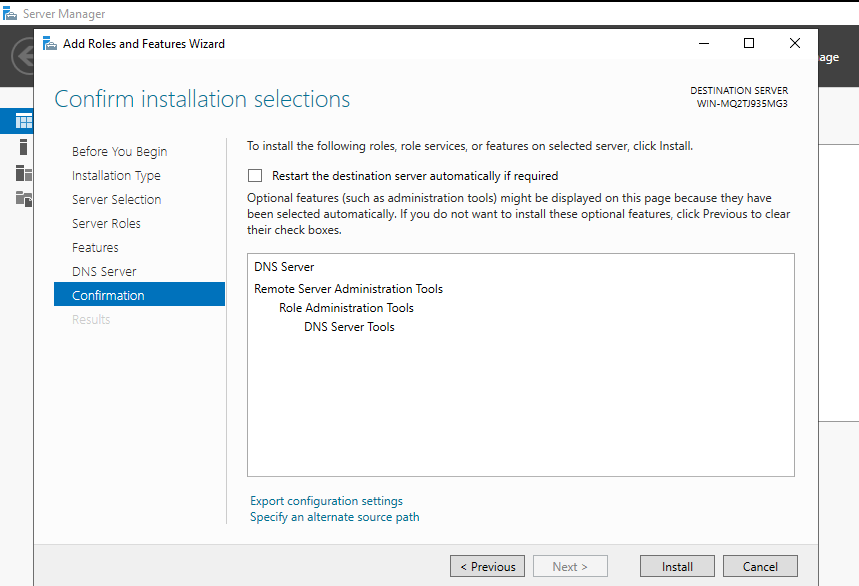 Server Manager
Add Roles and Features Wizard
age
Confirm installation selections
DESTINATION SERVER
WIN-MQ2TJ935MG3
Before You Begin
Installation Type
Server Selection
Server Roles
Features
DNS Server
Confirmation
Results
To install the following roles, role services, or features on selected server, click Install.
Restart the destination server automatically if required
Optional features (such as administration tools) might be displayed on this page because they have
been selected automatically. If you do not want to install these optional features, click Previous to clear
their check boxes.
DNS Server
Remote Server Administration Tools
Role Administration Tools
DNS Server Tools
Export configuration settings
Specify an alternate source path
< Previous
Next >
Install
Cancel